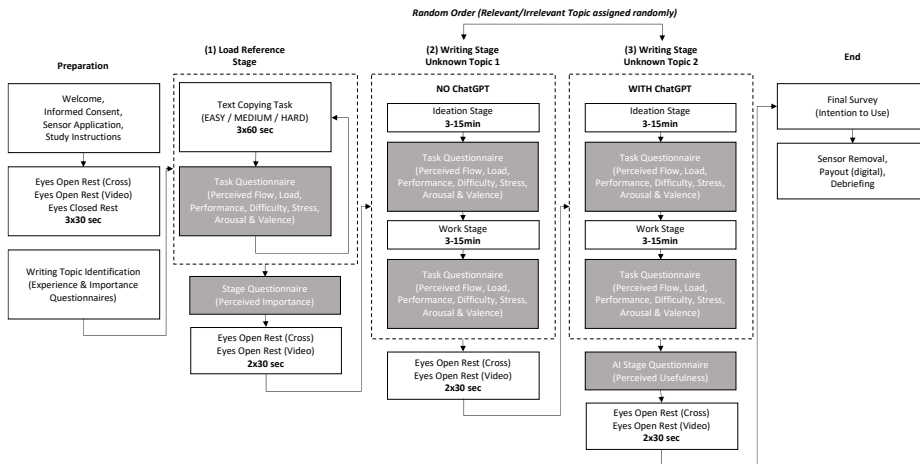 Random Order (Relevant/Irrelevant Topic assigned randomly)
Preparation
Welcome,
Informed Consent,
Sensor Application,
Study Instructions
Eyes Open Rest (Cross)
Eyes Open Rest (Video)
Eyes Closed Rest
3x30 sec
Writing Topic Identification
(Experience & Importance
Questionnaires)
(1) Load Reference
Stage
Text Copying Task
(EASY / MEDIUM / HARD)
3x60 sec
Task Questionnaire
(Perceived Flow, Load,
Performance, Difficulty, Stress,
Arousal & Valence)
Stage Questionnaire
(Perceived Importance)
Eyes Open Rest (Cross)
Eyes Open Rest (Video)
2x30 sec
(2) Writing Stage
Unknown Topic 1
NO ChatGPT
Ideation Stage
3-15min
Task Questionnaire
(Perceived Flow, Load,
Performance, Difficulty, Stress,
Arousal & Valence)
Work Stage
3-15min
Task Questionnaire
(Perceived Flow, Load,
Performance, Difficulty, Stress,
Arousal & Valence)
Eyes Open Rest (Cross)
Eyes Open Rest (Video)
2x30 sec
(3) Writing Stage
Unknown Topic 2
WITH ChatGPT
Ideation Stage
3-15min
Task Questionnaire
(Perceived Flow, Load,
Performance, Difficulty, Stress,
Arousal & Valence)
Work Stage
3-15min
Task Questionnaire
(Perceived Flow, Load,
Performance, Difficulty, Stress,
Arousal & Valence)
AI Stage Questionnaire
(Perceived Usefulness)
Eyes Open Rest (Cross)
Eyes Open Rest (Video)
2x30 sec
End
Final Survey
(Intention to Use)
Sensor Removal,
Payout (digital),
Debriefing